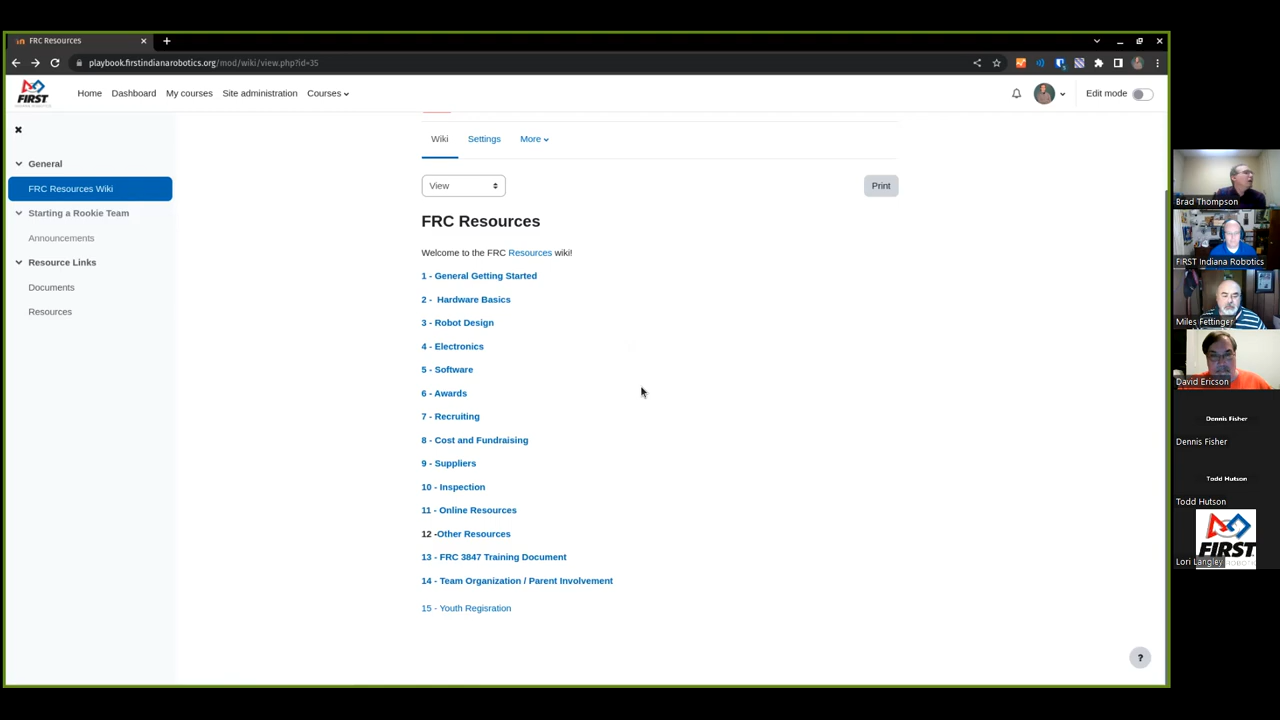 FRC Resources
playbook.firstindianarobotics.org/mod/wiki/view.php?id=35
FIRST
Home
Dashboard
My courses
Site administration
Courses
Edit mode
General
FRC Resources Wiki
Starting a Rookie Team
Announcements
Resource Links
Documents
Resources
Wiki
Settings
More
View
Print
FRC Resources
Welcome to the FRC Resources wiki!
1 - General Getting Started
2 - Hardware Basics
3 - Robot Design
4 - Electronics
5 - Software
6 - Awards
7 - Recruiting
8 - Cost and Fundraising
9 - Suppliers
10 - Inspection
11 - Online Resources
12 -Other Resources
13 - FRC 3847 Training Document
14 - Team Organization / Parent Involvement
15 - Youth Regisration
?
Brad Thompson
FIRST Indiana Robotics
Miles Fettinger
David Ericson
Dennis Fisher
Dennis Fisher
Todd Hutson
Todd Hutson
FIRST
Lori Langley